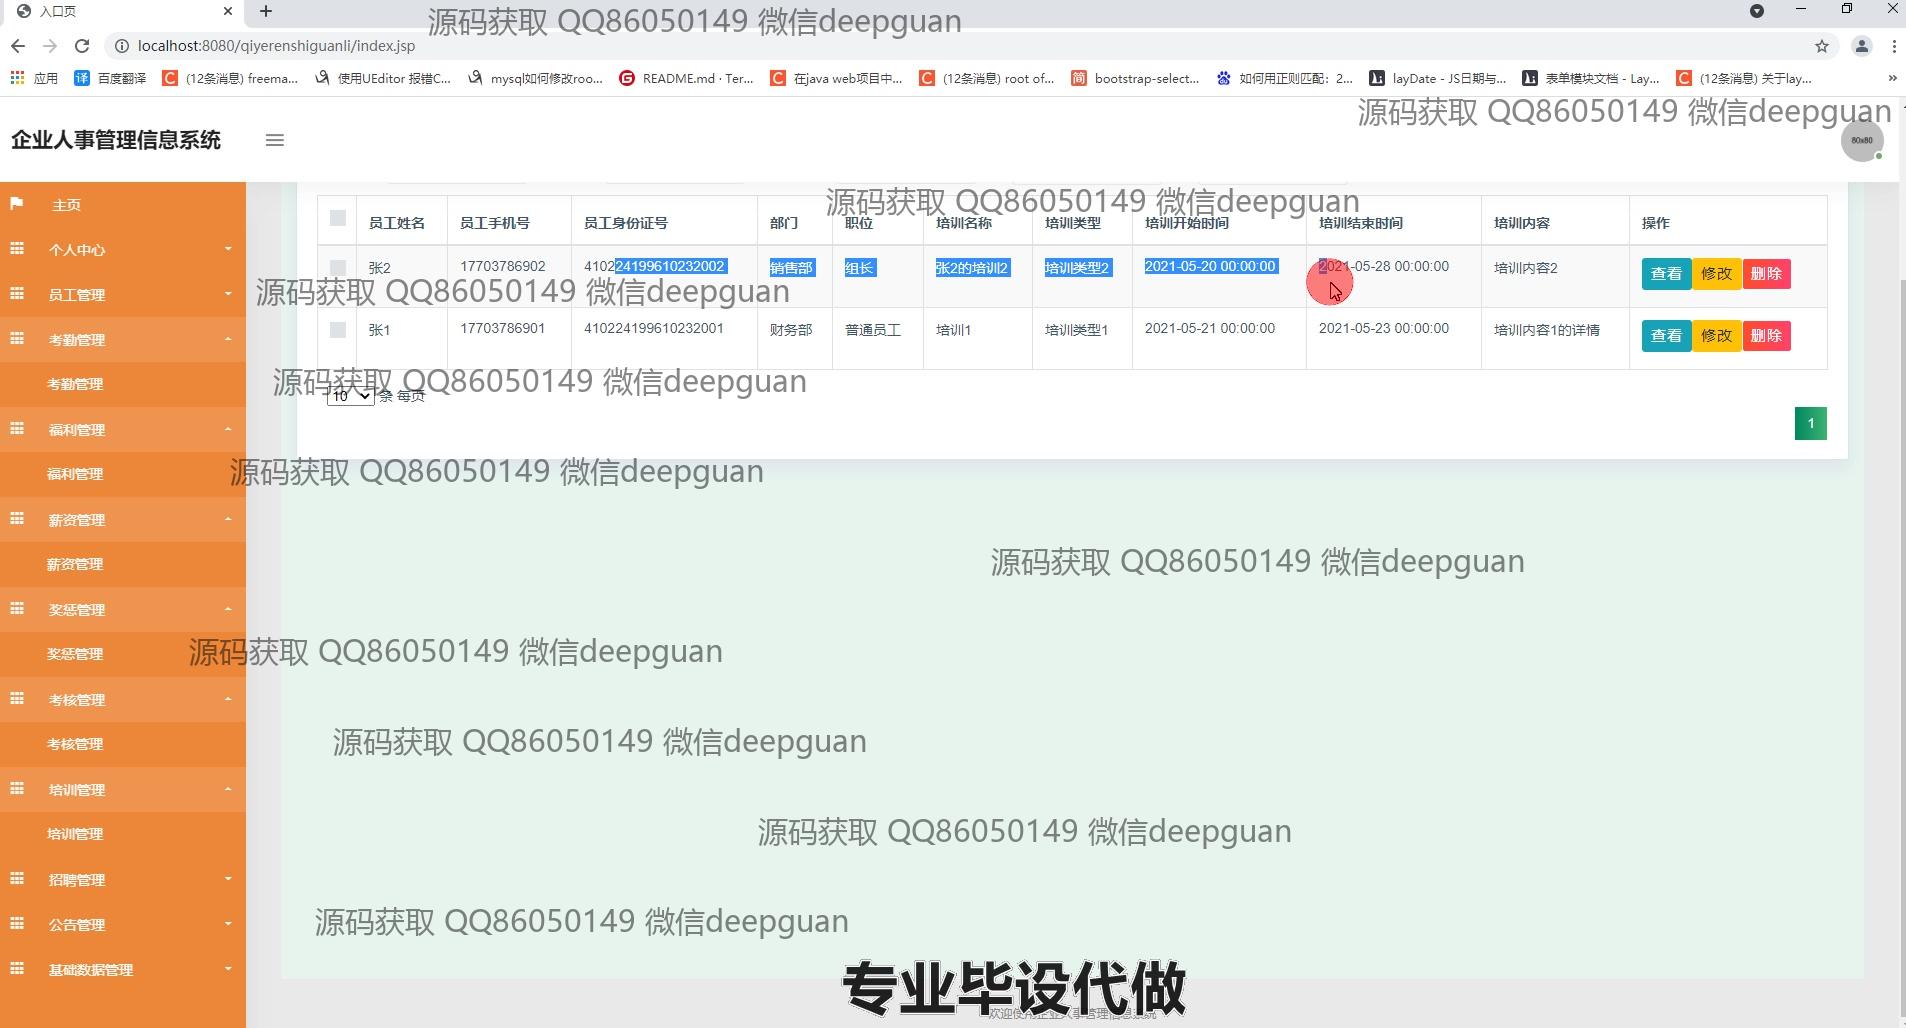 入口页
源码获取 QQ86050149 微信deepguan
localhost:8080/qiyerenshiguanli/index.jsp
应用 百度翻译 (12条消息) freema... 使用UEditor 报错C... mysql如何修改roo... README.md · Ter... 在java web项目中... (12条消息) root of... bootstrap-select... 如何用正则匹配：2... layDate - JS日期与... 表单模块文档 - Lay... (12条消息) 关于lay... »
源码获取 QQ86050149 微信deepguan
企业人事管理信息系统
80x80
主页
源码获取 QQ86050149 微信deepguan
员工姓名 员工手机号 员工身份证号 部门 职位 培训名称 培训类型 培训开始时间 培训结束时间 培训内容 操作
个人中心
张2 17703786902 410224199610232002 销售部 组长 张2的培训2 培训类型2 2021-05-20 00:00:00 2021-05-28 00:00:00 培训内容2 查看 修改 删除
员工管理
源码获取 QQ86050149 微信deepguan
张1 17703786901 410224199610232001 财务部 普通员工 培训1 培训类型1 2021-05-21 00:00:00 2021-05-23 00:00:00 培训内容1的详情 查看 修改 删除
考勤管理
考勤管理
源码获取 QQ86050149 微信deepguan
10 条 每页
1
福利管理
福利管理
源码获取 QQ86050149 微信deepguan
薪资管理
薪资管理
源码获取 QQ86050149 微信deepguan
奖惩管理
奖惩管理
源码获取 QQ86050149 微信deepguan
考核管理
考核管理
源码获取 QQ86050149 微信deepguan
培训管理
培训管理
源码获取 QQ86050149 微信deepguan
招聘管理
公告管理
源码获取 QQ86050149 微信deepguan
基础数据管理
专业毕设代做
欢迎使用企业人事管理信息系统